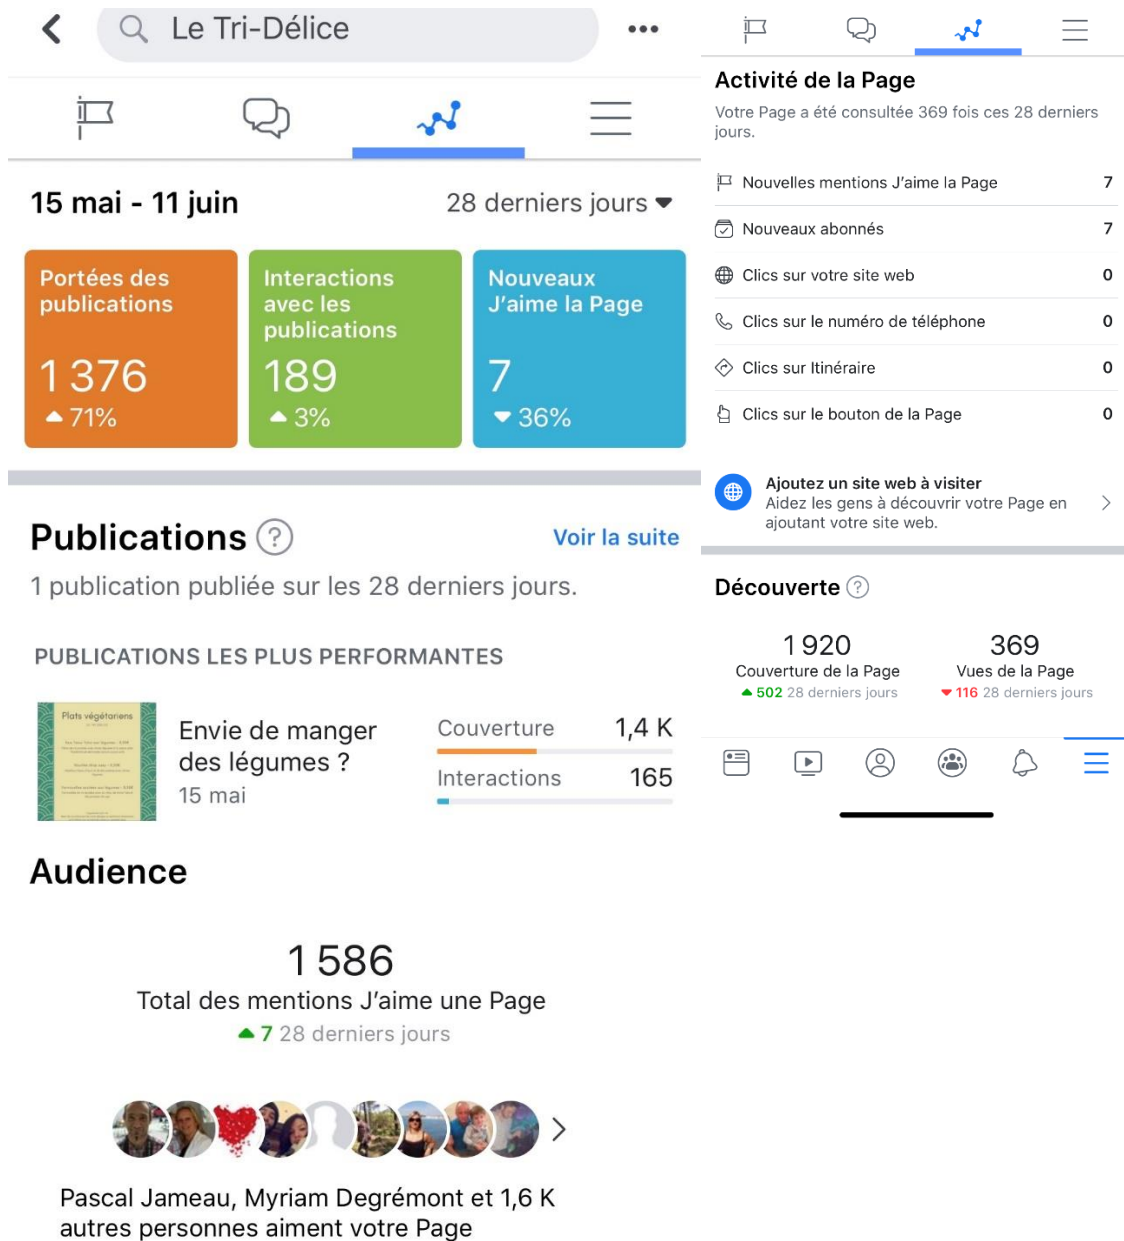 Le Tri-Délice
15 mai - 11 juin
28 derniers jours
Portées des
publications
1 376
71%
Interactions
avec les
publications
189
3%
Nouveaux
J'aime la Page
7
36%
Publications
Voir la suite
1 publication publiée sur les 28 derniers jours.
PUBLICATIONS LES PLUS PERFORMANTES
Plats végétariens
Envie de manger
des légumes ?
15 mai
Couverture 1,4 K
Interactions 165
Audience
1 586
Total des mentions J'aime une Page
7 28 derniers jours
Pascal Jameau, Myriam Degrémont et 1,6 K
autres personnes aiment votre Page
Activité de la Page
Votre Page a été consultée 369 fois ces 28 derniers
jours.
Nouvelles mentions J'aime la Page 7
Nouveaux abonnés 7
Clics sur votre site web 0
Clics sur le numéro de téléphone 0
Clics sur Itinéraire 0
Clics sur le bouton de la Page 0
Ajoutez un site web à visiter
Aidez les gens à découvrir votre Page en
ajoutant votre site web.
Découverte
1 920
Couverture de la Page
502 28 derniers jours
369
Vues de la Page
116 28 derniers jours